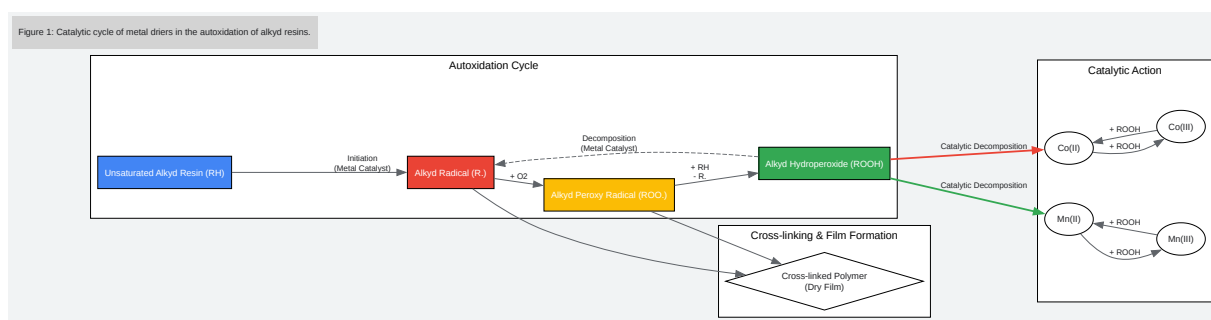 Figure 1: Catalytic cycle of metal driers in the autoxidation of alkyd resins.
Autoxidation Cycle
Unsaturated Alkyd Resin (RH)
Initiation
(Metal Catalyst)
Alkyd Radical (R.)
+ O2
Alkyd Peroxy Radical (ROO.)
Decomposition
(Metal Catalyst)
+ RH
- R.
Alkyd Hydroperoxide (ROOH)
Cross-linking & Film Formation
Cross-linked Polymer
(Dry Film)
Catalytic Decomposition
Catalytic Decomposition
Catalytic Action
Co(II)
+ ROOH
+ ROOH
Co(III)
Mn(II)
+ ROOH
+ ROOH
Mn(III)